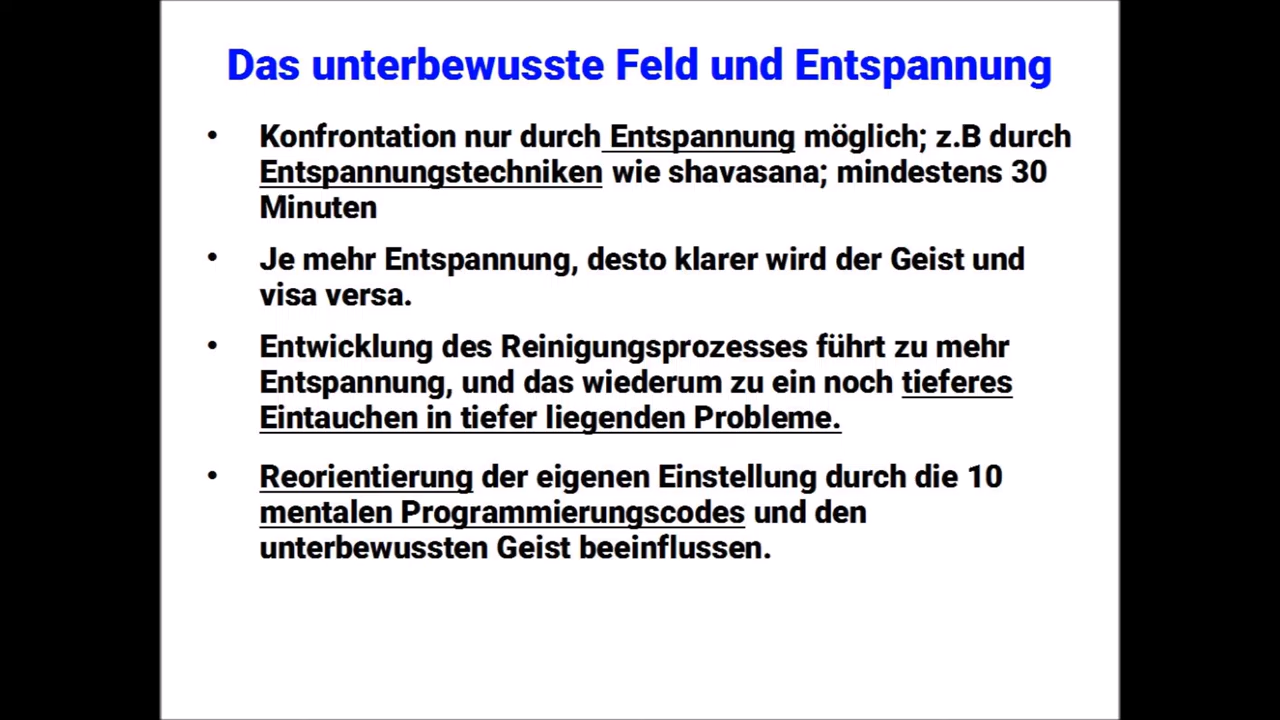 Das unterbewusste Feld und Entspannung
• Konfrontation nur durch Entspannung möglich; z.B durch
Entspannungstechniken wie shavasana; mindestens 30
Minuten
• Je mehr Entspannung, desto klarer wird der Geist und
visa versa.
• Entwicklung des Reinigungsprozesses führt zu mehr
Entspannung, und das wiederum zu ein noch tieferes
Eintauchen in tiefer liegenden Probleme.
• Reorientierung der eigenen Einstellung durch die 10
mentalen Programmierungscodes und den
unterbewussten Geist beeinflussen.